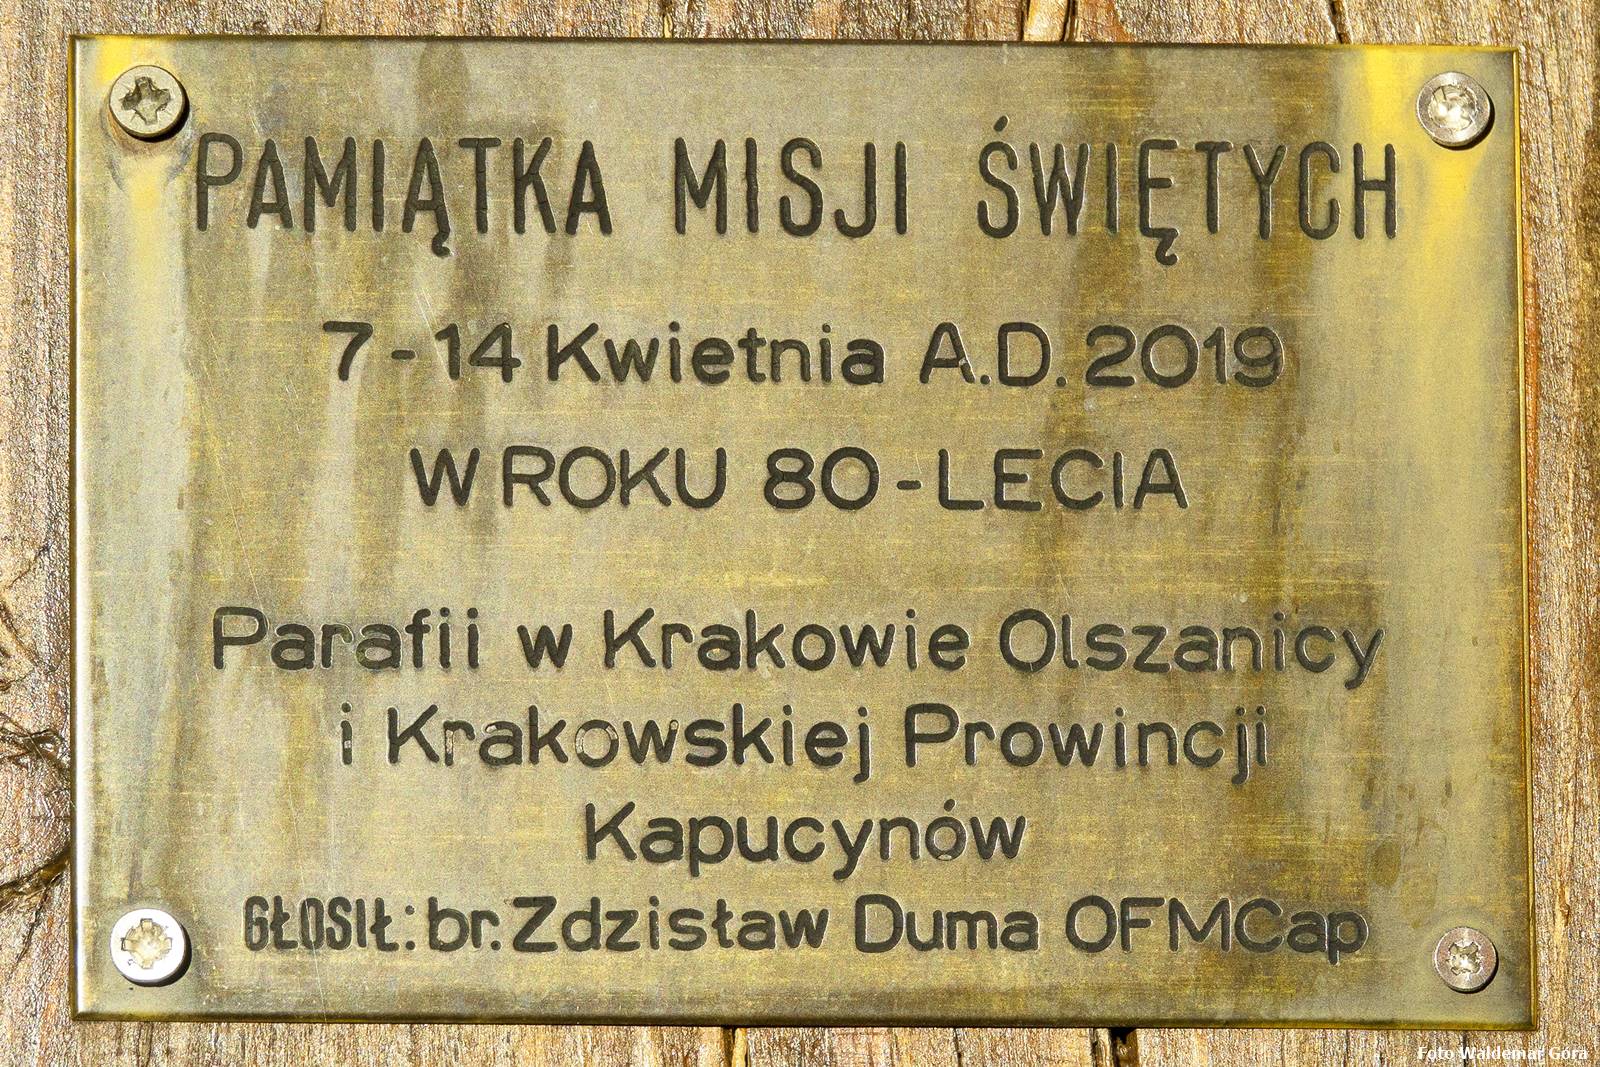 PAMIĄTKA MISJI ŚWIĘTYCH
7-14 Kwietnia A.D. 2019
W ROKU 80-LECIA
Parafii w Krakowie Olszanicy
i Krakowskiej Prowincji
Kapucynów
GŁOSIŁ: br. Zdzisław Duma OFMCap
Foto Waldemar Góra